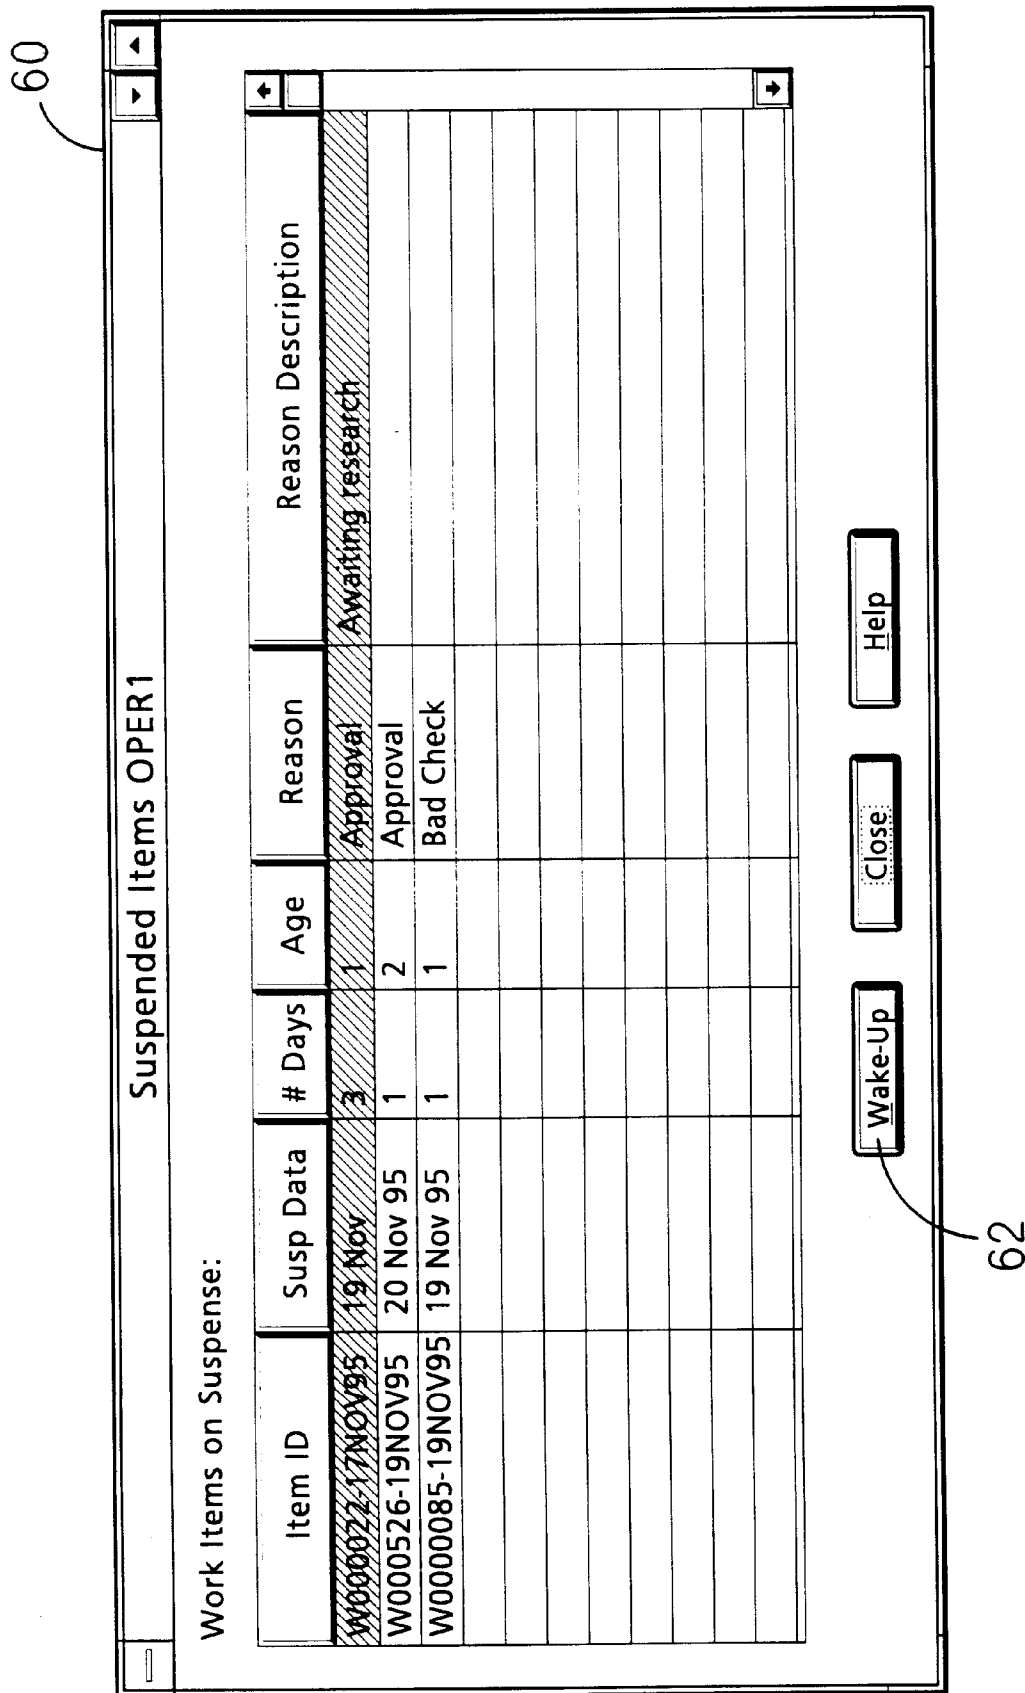 60
Suspended Items OPER1
Work Items on Suspense:
Item ID Susp Data # Days Age Reason Reason Description
W000022-17NOV95 19 Nov 3 1 Approval Awaiting research
W000526-19NOV95 20 Nov 95 1 2 Approval
W0000085-19NOV95 19 Nov 95 1 1 Bad Check
Wake-Up Close Help
62